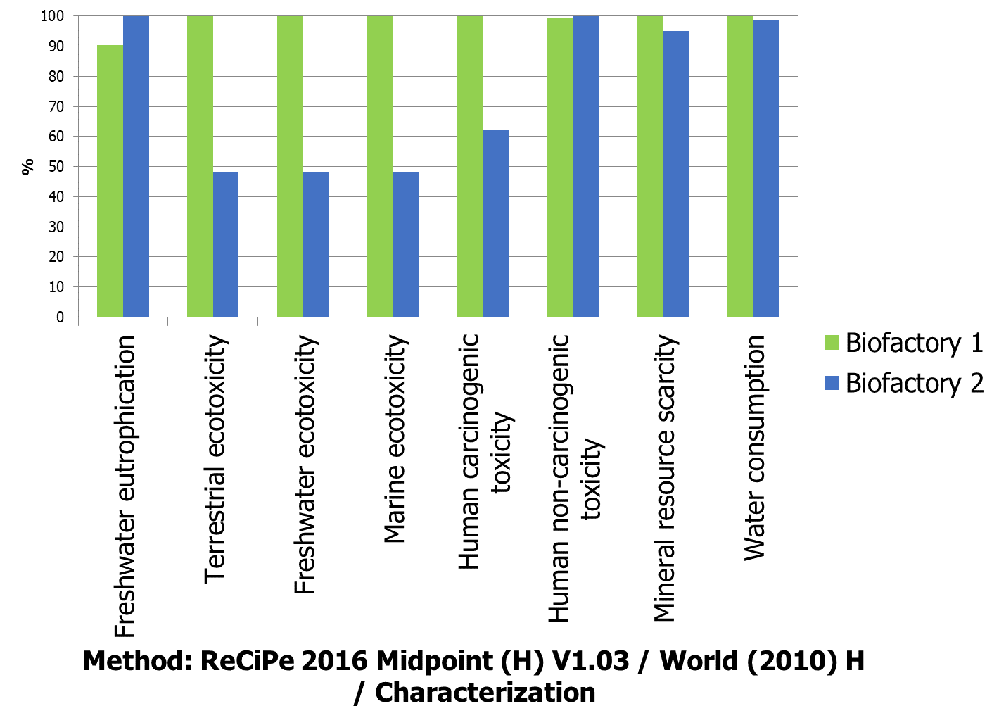 100
90
80
70
60
50
40
30
20
10
0
%
Freshwater eutrophication
Terrestrial ecotoxicity
Freshwater ecotoxicity
Marine ecotoxicity
Human carcinogenic
toxicity
Human non-carcinogenic
toxicity
Mineral resource scarcity
Water consumption
Biofactory 1
Biofactory 2
Method: ReCiPe 2016 Midpoint (H) V1.03 / World (2010) H
/ Characterization